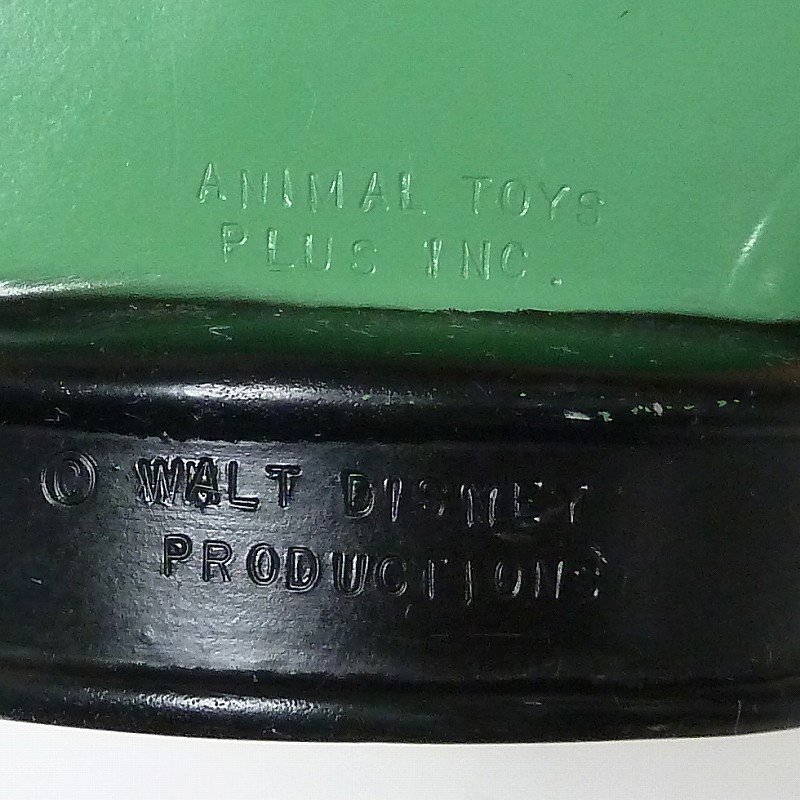 ANIMAL TOYS
PLUS INC.
© WALT DISNEY
PRODUCTIONS